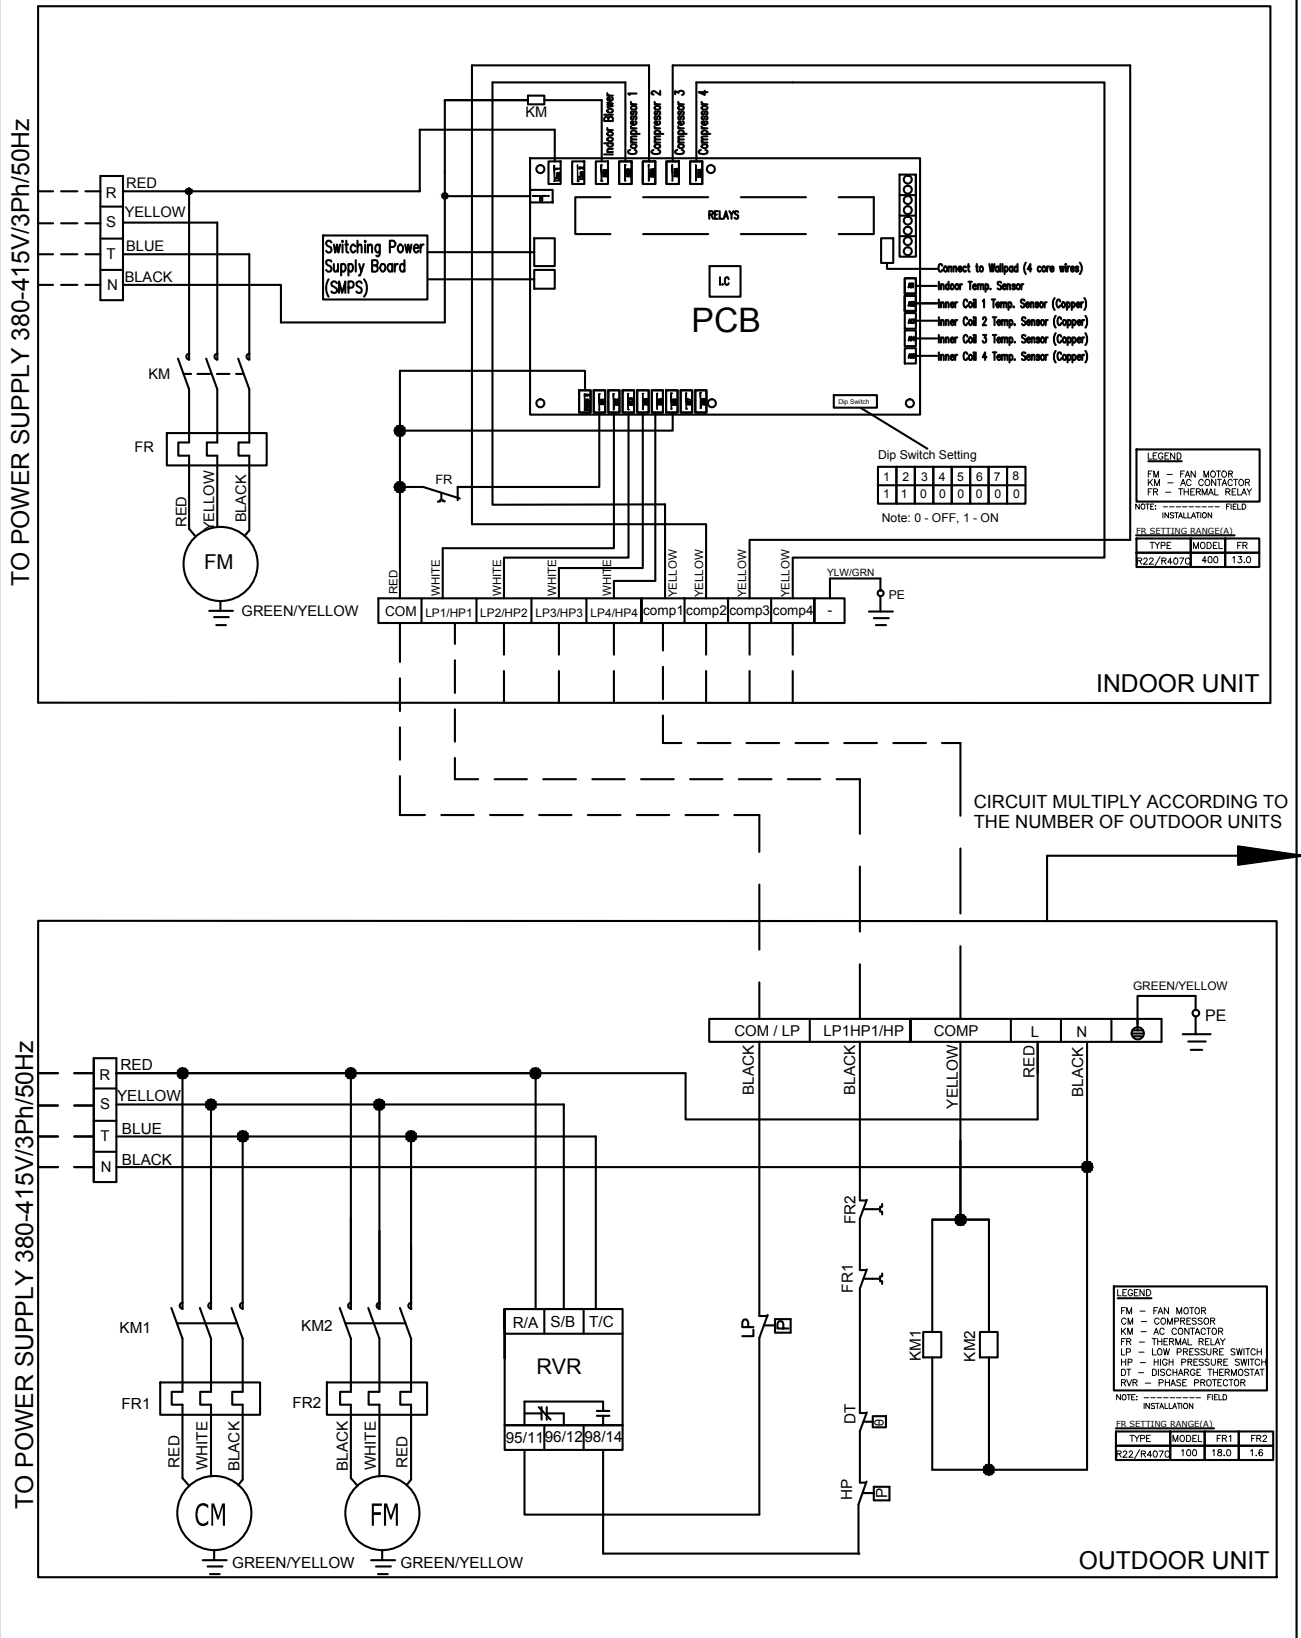 TO POWER SUPPLY 380-415V/3Ph/50Hz
R RED
S YELLOW
T BLUE
N BLACK
KM
FR
RED
YELLOW
BLACK
FM
GREEN/YELLOW
KM
Indoor Blower
Compressor 1
Compressor 2
Compressor 3
Compressor 4
RELAYS
Switching Power
Supply Board
(SMPS)
I.C
PCB
Connect to Wallpad (4 core wires)
Indoor Temp. Sensor
Inner Coil 1 Temp. Sensor (Copper)
Inner Coil 2 Temp. Sensor (Copper)
Inner Coil 3 Temp. Sensor (Copper)
Inner Coil 4 Temp. Sensor (Copper)
Dip Switch
Dip Switch Setting
1 2 3 4 5 6 7 8
1 1 0 0 0 0 0 0
Note: 0 - OFF, 1 - ON
LEGEND
FM – FAN MOTOR
KM – AC CONTACTOR
FR – THERMAL RELAY
NOTE: ---------- FIELD
INSTALLATION
FR SETTING RANGE(A)
TYPE MODEL FR
R22/R407C 400 13.0
FR
RED
WHITE
WHITE
WHITE
WHITE
YELLOW
YELLOW
YELLOW
YELLOW
YLW/GRN
PE
COM LP1/HP1 LP2/HP2 LP3/HP3 LP4/HP4 comp1 comp2 comp3 comp4 -
INDOOR UNIT
CIRCUIT MULTIPLY ACCORDING TO
THE NUMBER OF OUTDOOR UNITS
GREEN/YELLOW
PE
COM / LP LP1HP1/HP COMP L N
BLACK
BLACK
YELLOW
RED
BLACK
TO POWER SUPPLY 380-415V/3Ph/50Hz
R RED
S YELLOW
T BLUE
N BLACK
KM1
KM2
FR1
FR2
RED
WHITE
BLACK
BLACK
WHITE
RED
CM
FM
GREEN/YELLOW
GREEN/YELLOW
R/A S/B T/C
RVR
95/11 96/12 98/14
LP
P
FR2
FR1
DT
θ
HP
P
KM1
KM2
LEGEND
FM – FAN MOTOR
CM – COMPRESSOR
KM – AC CONTACTOR
FR – THERMAL RELAY
LP – LOW PRESSURE SWITCH
HP – HIGH PRESSURE SWITCH
DT – DISCHARGE THERMOSTAT
RVR – PHASE PROTECTOR
NOTE: ---------- FIELD
INSTALLATION
FR SETTING RANGE(A)
TYPE MODEL FR1 FR2
R22/R407C 100 18.0 1.6
OUTDOOR UNIT